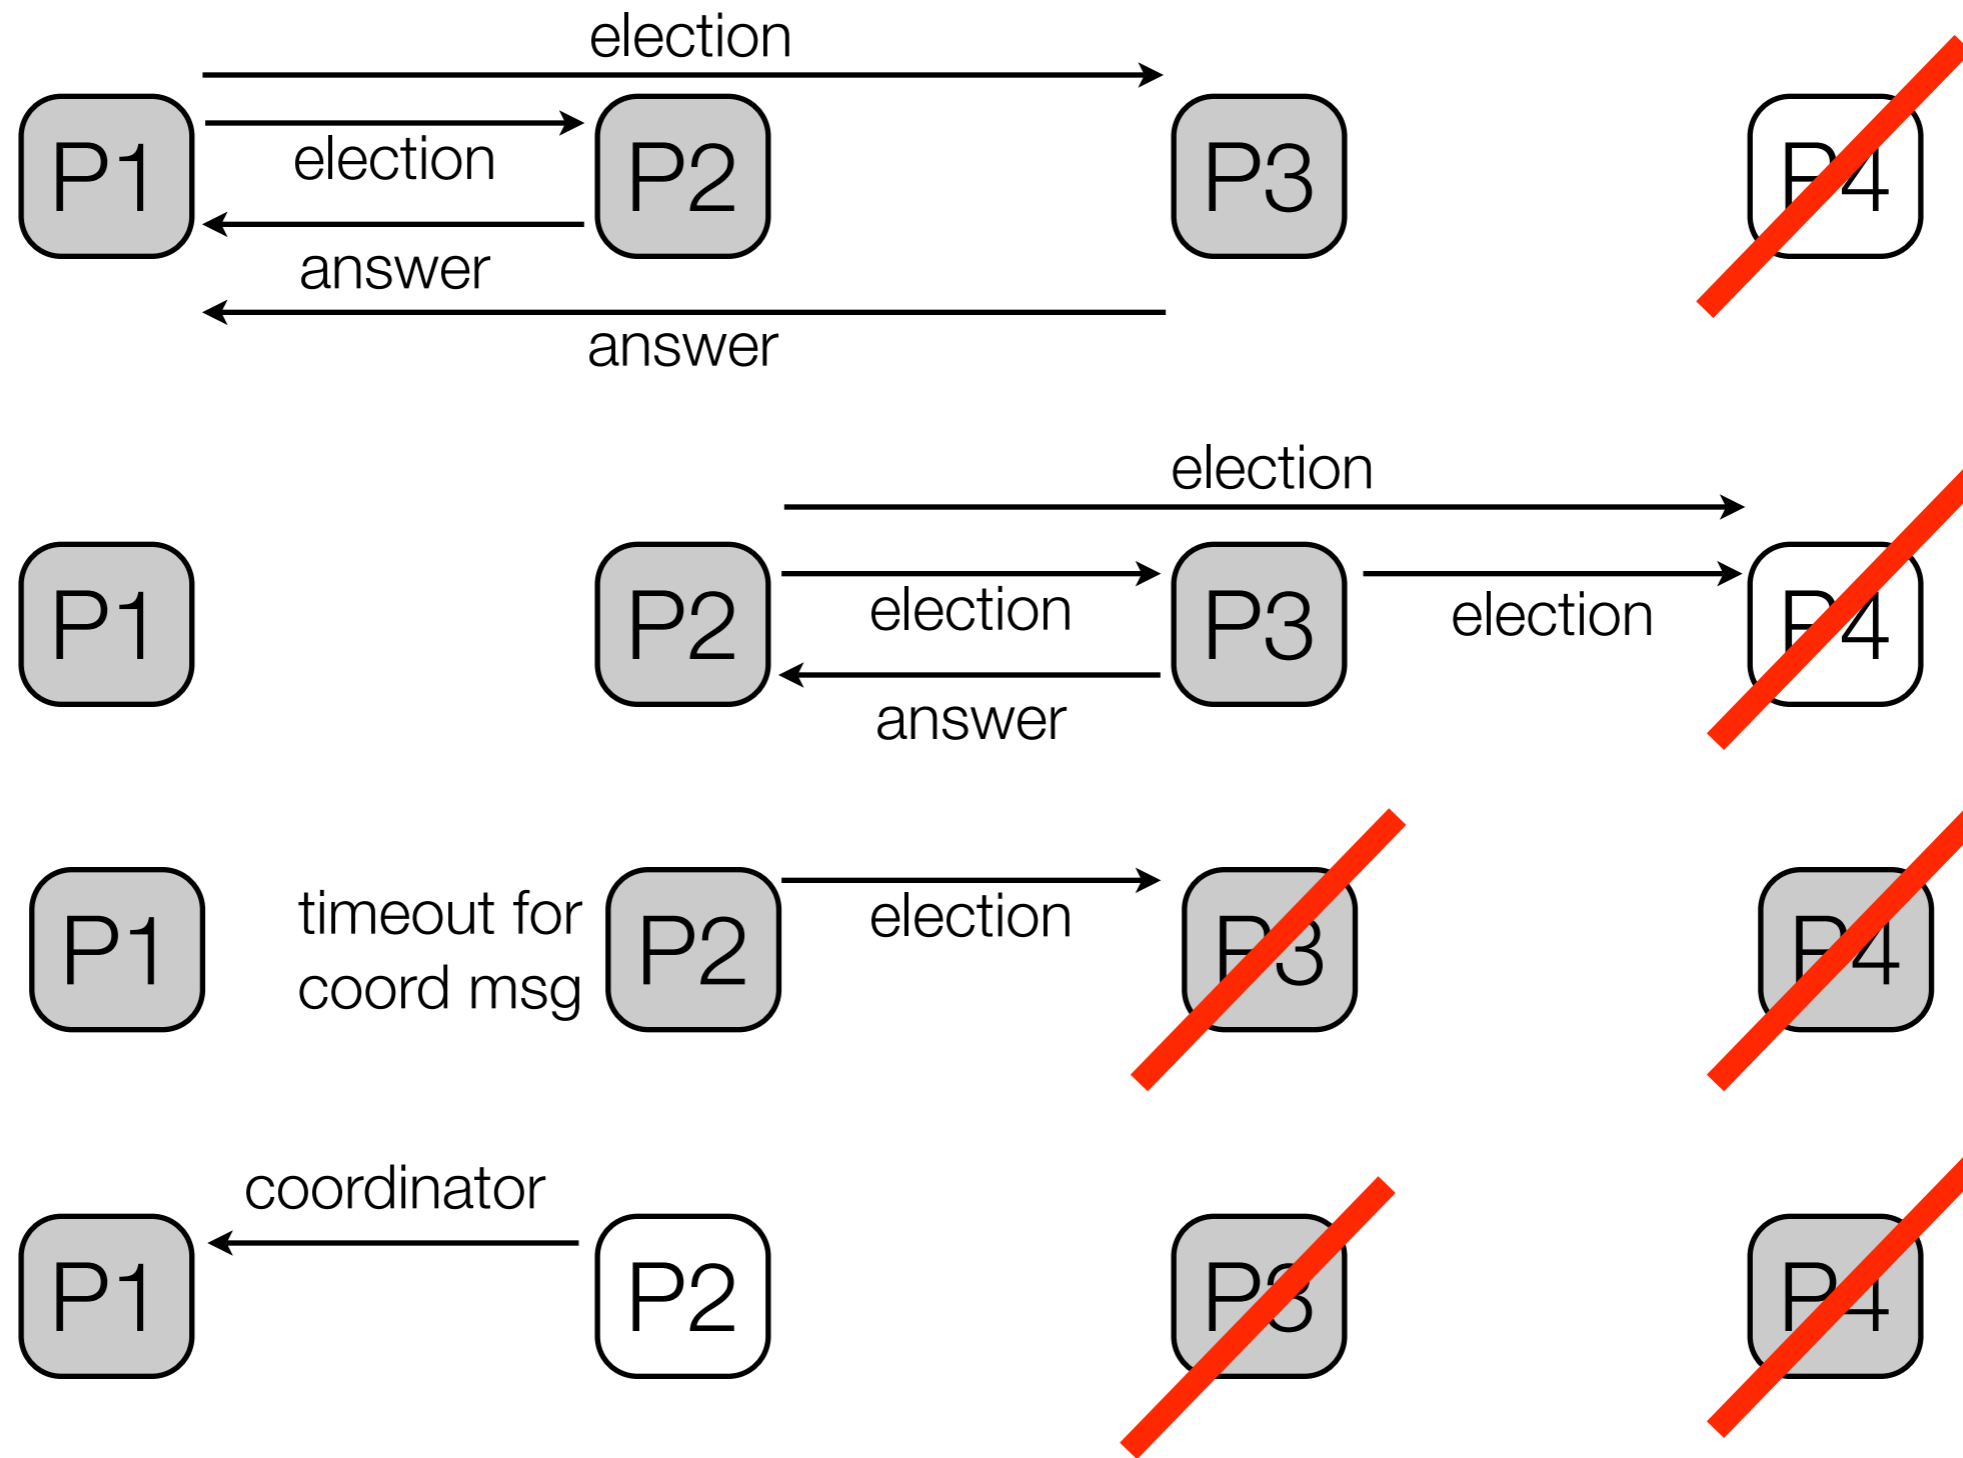 election
P1
election
P2
P3
P4
answer
answer
election
P1
P2
election
P3
election
P4
answer
P1
timeout for
coord msg
P2
election
P3
P4
coordinator
P1
P2
P3
P4